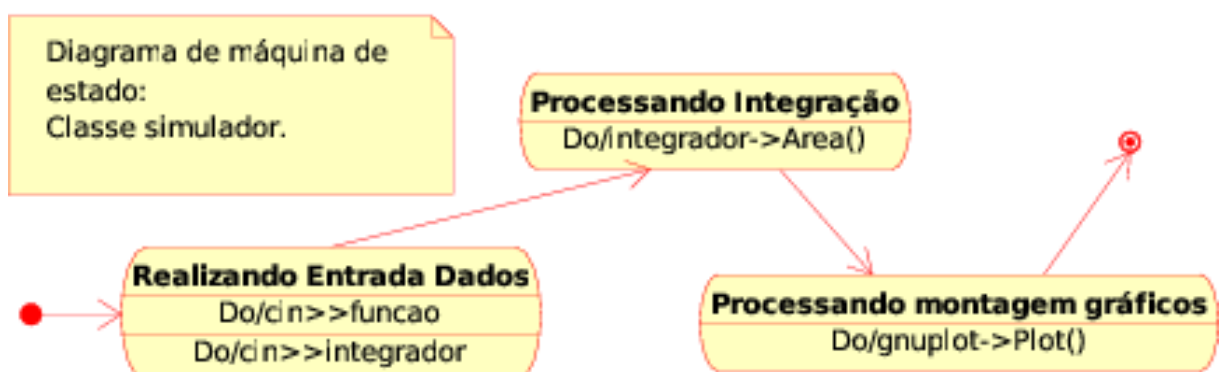 Diagrama de máquina de
estado:
Classe simulador.
Processando Integração
Do/integrador->Area()
Realizando Entrada Dados
Do/cin>>funcao
Do/cin>>integrador
Processando montagem gráficos
Do/gnuplot->Plot()